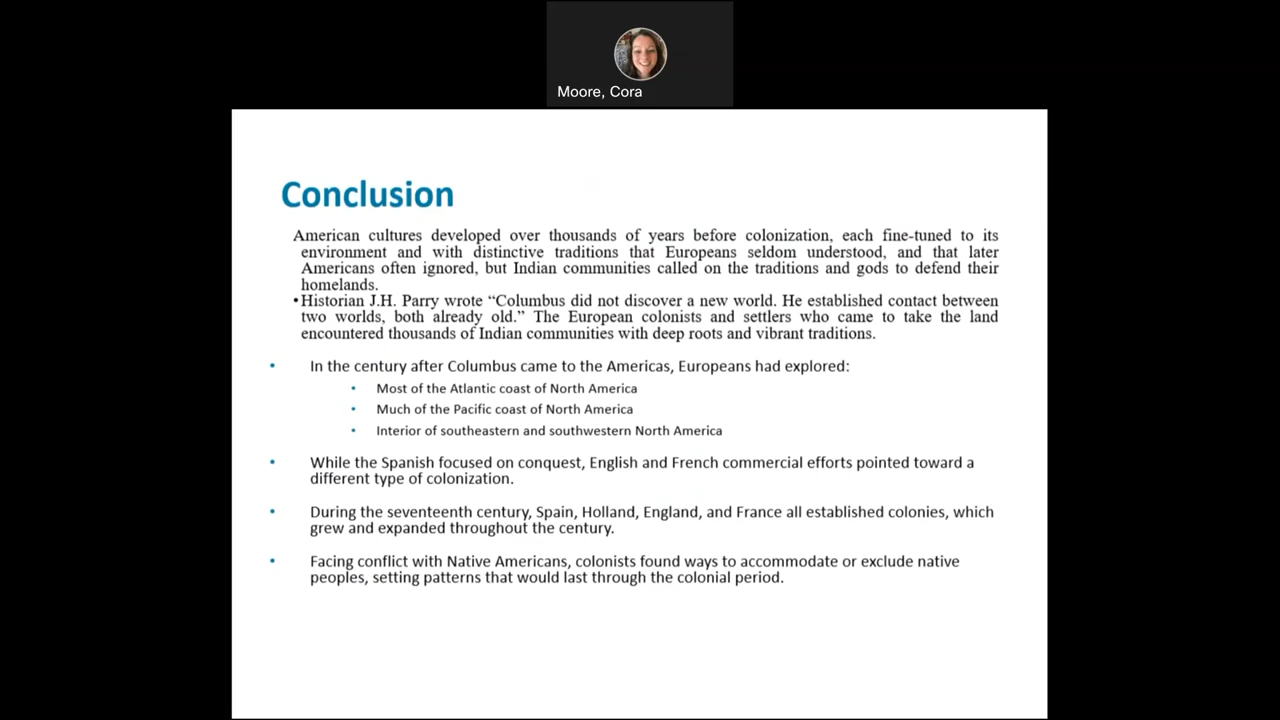 Moore, Cora
Conclusion
American cultures developed over thousands of years before colonization, each fine-tuned to its
environment and with distinctive traditions that Europeans seldom understood, and that later
Americans often ignored, but Indian communities called on the traditions and gods to defend their
homelands.
•Historian J.H. Parry wrote “Columbus did not discover a new world. He established contact between
two worlds, both already old.” The European colonists and settlers who came to take the land
encountered thousands of Indian communities with deep roots and vibrant traditions.
• In the century after Columbus came to the Americas, Europeans had explored:
• Most of the Atlantic coast of North America
• Much of the Pacific coast of North America
• Interior of southeastern and southwestern North America
• While the Spanish focused on conquest, English and French commercial efforts pointed toward a
different type of colonization.
• During the seventeenth century, Spain, Holland, England, and France all established colonies, which
grew and expanded throughout the century.
• Facing conflict with Native Americans, colonists found ways to accommodate or exclude native
peoples, setting patterns that would last through the colonial period.